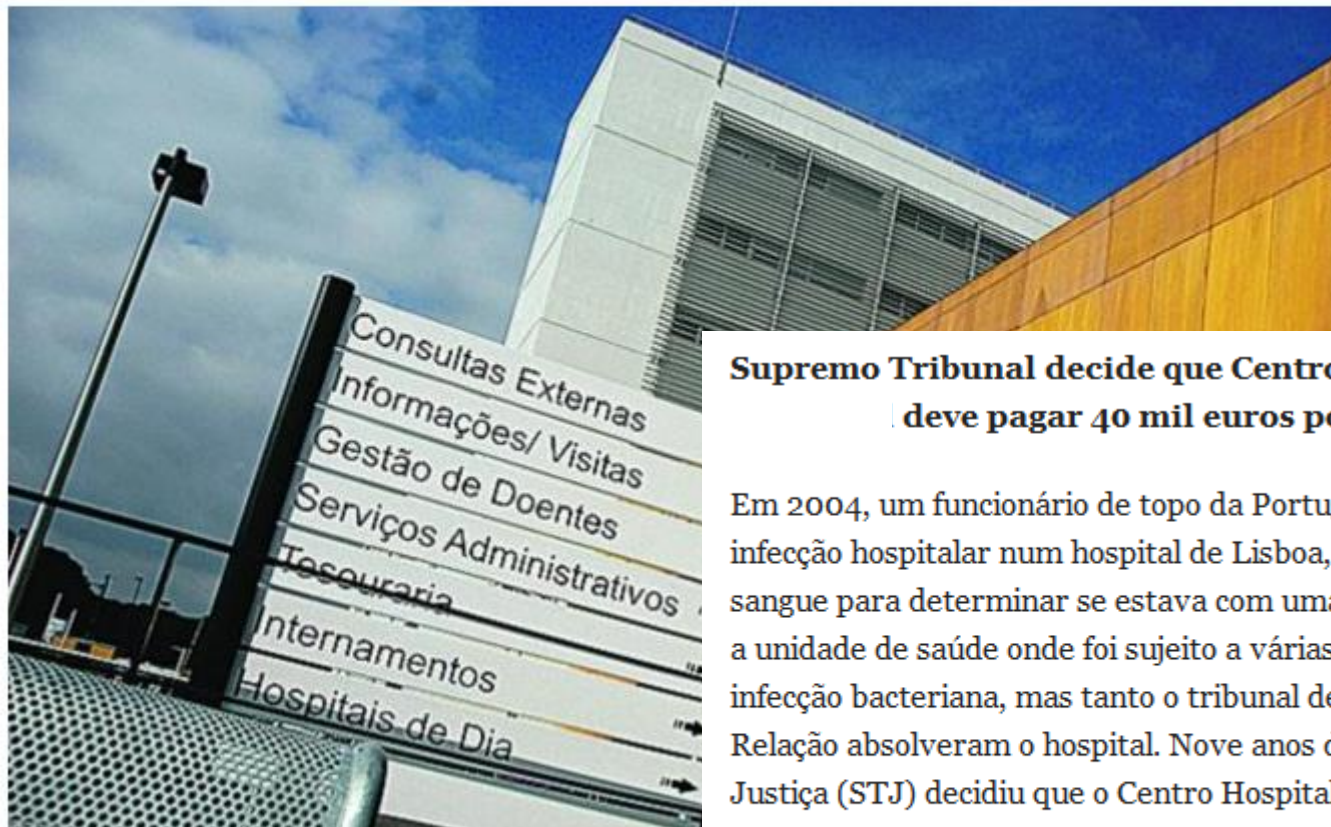 Consultas Externas
Informações/ Visitas
Gestão de Doentes
Serviços Administrativos
Tesouraria
Internamentos
Hospitais de Dia
Supremo Tribunal decide que Centro
deve pagar 40 mil euros
Em 2004, um funcionário de topo da
infecção hospitalar num hospital de Lisboa,
sangue para determinar se estava com uma
a unidade de saúde onde foi sujeito a várias
infecção bacteriana, mas tanto o tribunal de
Relação absolveram o hospital. Nove anos
Justiça (STJ) decidiu que o Centro